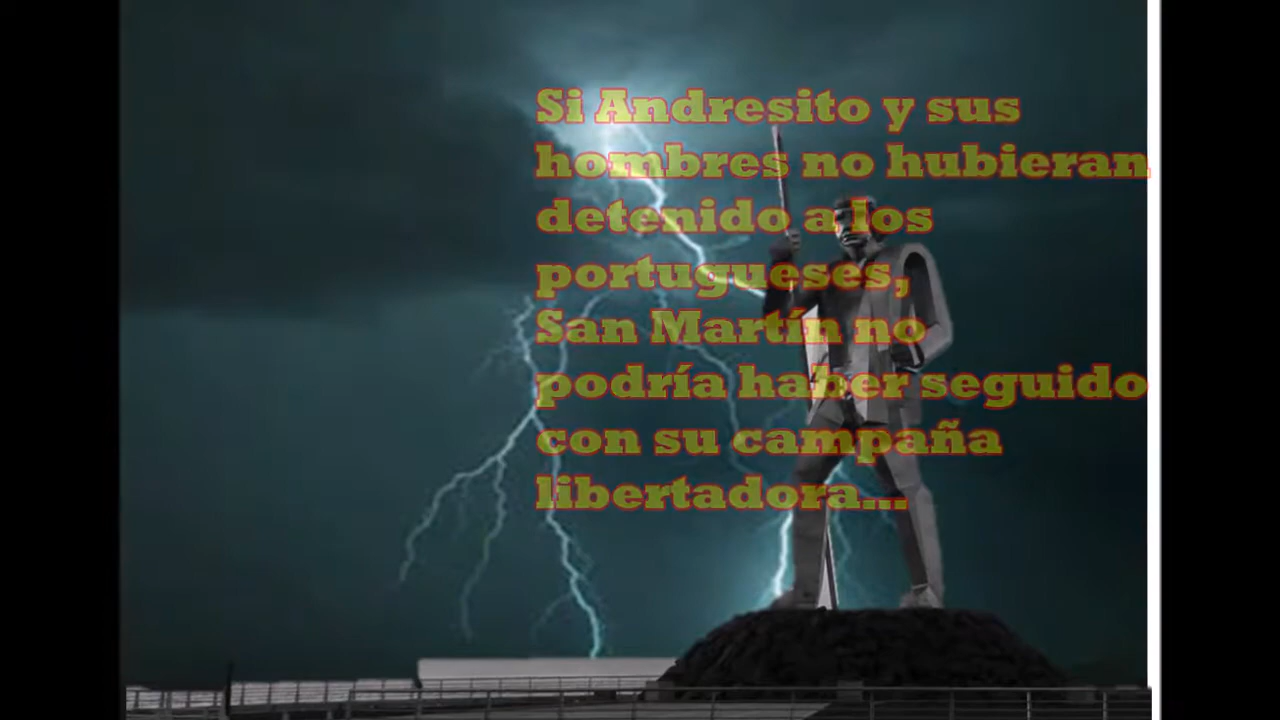 Si Andresito y sus
hombres no hubieran
detenido a los
portugueses,
San Martín no
podría haber seguido
con su campaña
libertadora...